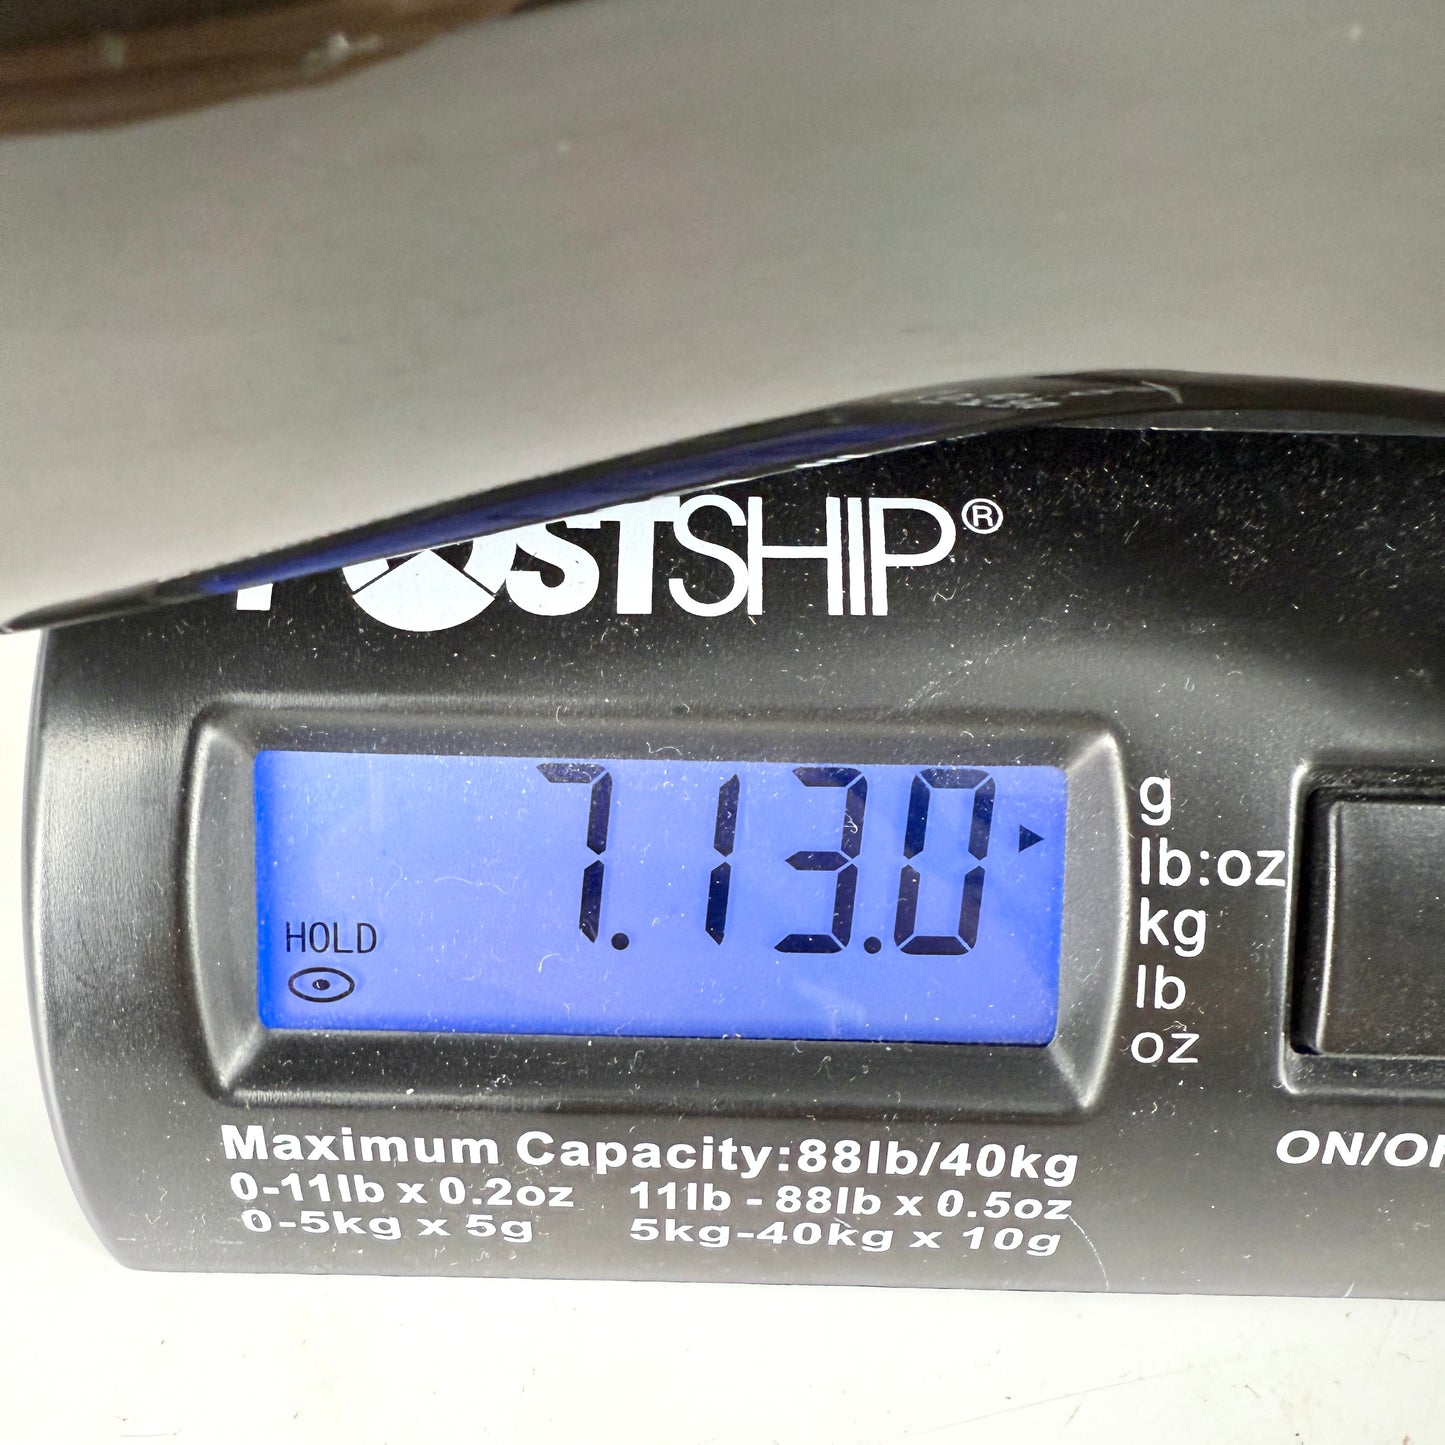 POSTSHIP®
7.13.0
HOLD
g
lb:oz
kg
lb
oz
Maximum Capacity:88lb/40kg
0-11lb x 0.2oz 11lb - 88lb x 0.5oz
0-5kg x 5g 5kg-40kg x 10g